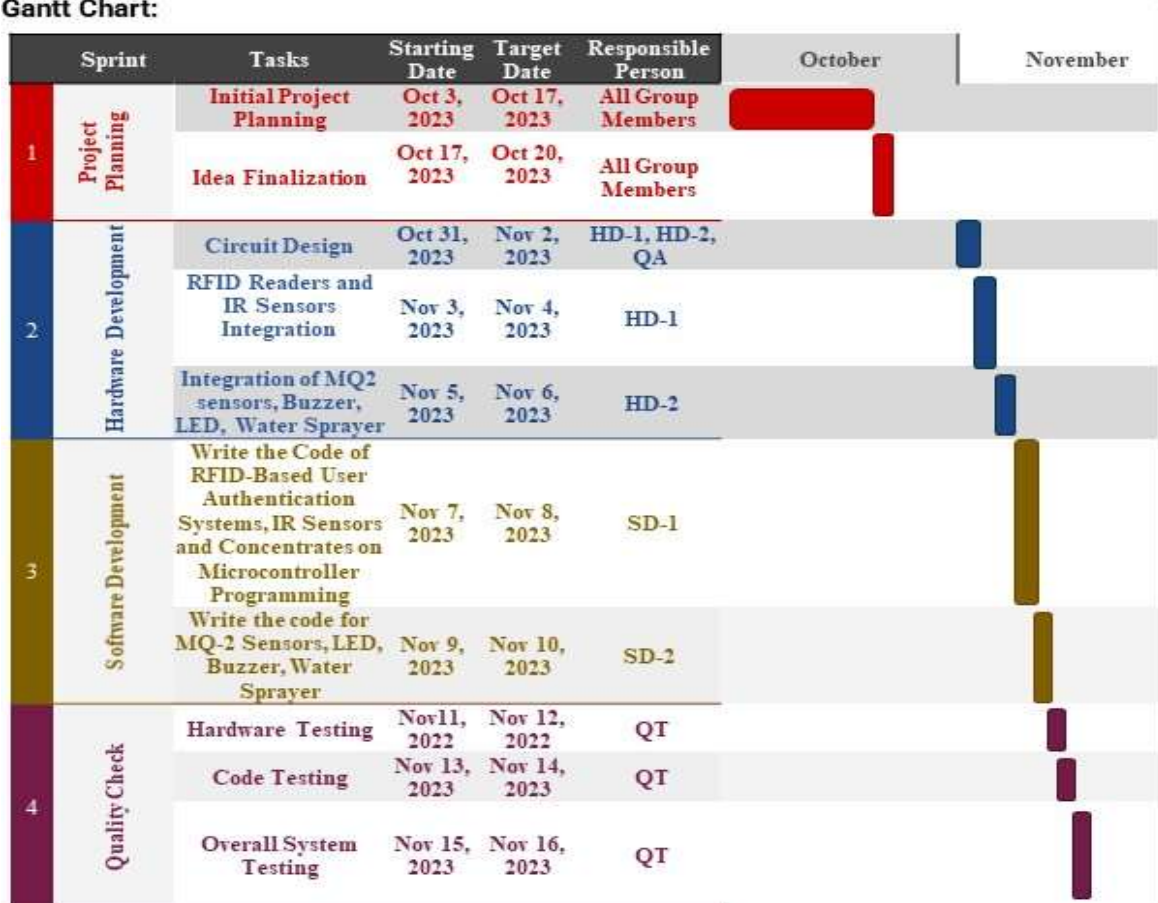 Gantt Chart:
Sprint Tasks Starting Date Target Date Responsible Person October November
1
Project Planning
Initial Project Planning Oct 3, 2023 Oct 17, 2023 All Group Members
Idea Finalization Oct 17, 2023 Oct 20, 2023 All Group Members
2
Hardware Development
Circuit Design Oct 31, 2023 Nov 2, 2023 HD-1, HD-2, QA
RFID Readers and IR Sensors Integration Nov 3, 2023 Nov 4, 2023 HD-1
Integration of MQ2 sensors, Buzzer, LED, Water Sprayer Nov 5, 2023 Nov 6, 2023 HD-2
3
Software Development
Write the Code of RFID-Based User Authentication Systems, IR Sensors and Concentrates on Microcontroller Programming Nov 7, 2023 Nov 8, 2023 SD-1
Write the code for MQ-2 Sensors, LED, Buzzer, Water Sprayer Nov 9, 2023 Nov 10, 2023 SD-2
4
Quality Check
Hardware Testing Nov11, 2022 Nov 12, 2022 QT
Code Testing Nov 13, 2023 Nov 14, 2023 QT
Overall System Testing Nov 15, 2023 Nov 16, 2023 QT